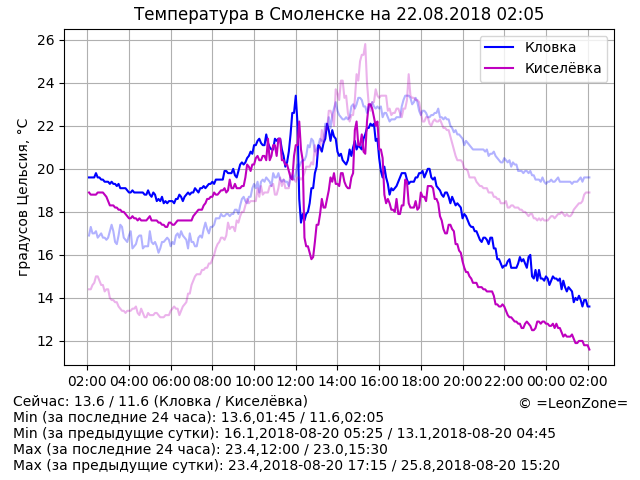 Температура в Смоленске на 22.08.2018 02:05
26
24
22
20
18
16
14
12
градусов Цельсия, °C
Кловка
Киселёвка
02:00 04:00 06:00 08:00 10:00 12:00 14:00 16:00 18:00 20:00 22:00 00:00 02:00
Сейчас: 13.6 / 11.6 (Кловка / Киселёвка)
© =LeonZone=
Min (за последние 24 часа): 13.6,01:45 / 11.6,02:05
Min (за предыдущие сутки): 16.1,2018-08-20 05:25 / 13.1,2018-08-20 04:45
Max (за последние 24 часа): 23.4,12:00 / 23.0,15:30
Max (за предыдущие сутки): 23.4,2018-08-20 17:15 / 25.8,2018-08-20 15:20